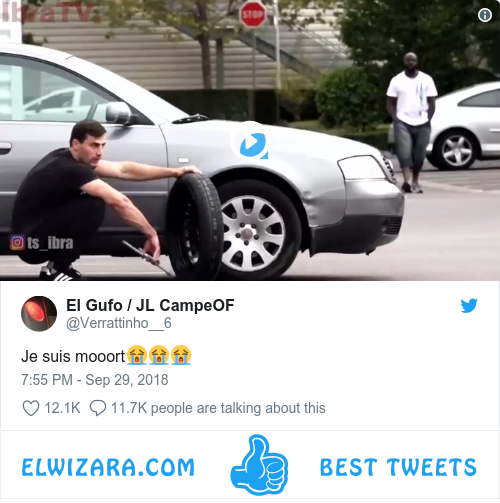 IbraTV.
STOP
ts_ibra
El Gufo / JL CampeOF
@Verrattinho__6
Je suis mooort😭😭😭
7:55 PM - Sep 29, 2018
12.1K 11.7K people are talking about this
ELWIZARA.COM BEST TWEETS